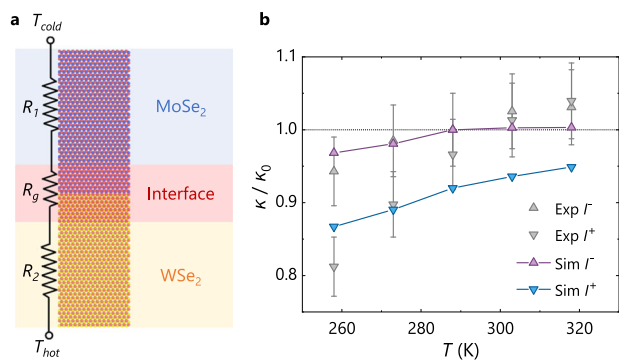 a
T_cold
R_1
MoSe_2
R_g
Interface
R_2
WSe_2
T_hot
b
κ / κ_0
1.1
1.0
0.9
0.8
Exp I^-
Exp I^+
Sim I^-
Sim I^+
260
280
300
320
T (K)